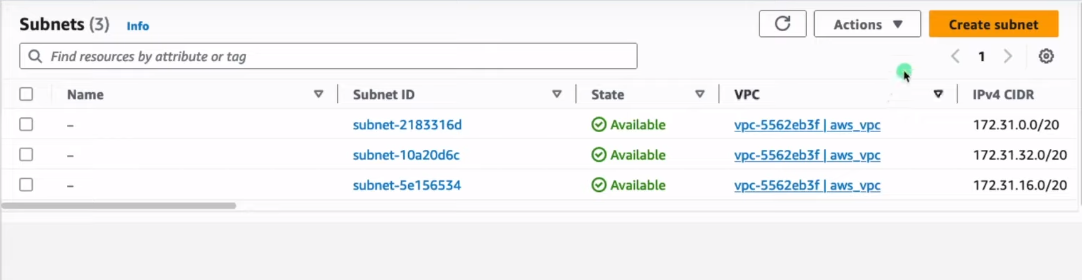 Subnets (3) Info Actions Create subnet
Find resources by attribute or tag 1
Name Subnet ID State VPC IPv4 CIDR
– subnet-2183316d Available vpc-5562eb3f | aws_vpc 172.31.0.0/20
– subnet-10a20d6c Available vpc-5562eb3f | aws_vpc 172.31.32.0/20
– subnet-5e156534 Available vpc-5562eb3f | aws_vpc 172.31.16.0/20